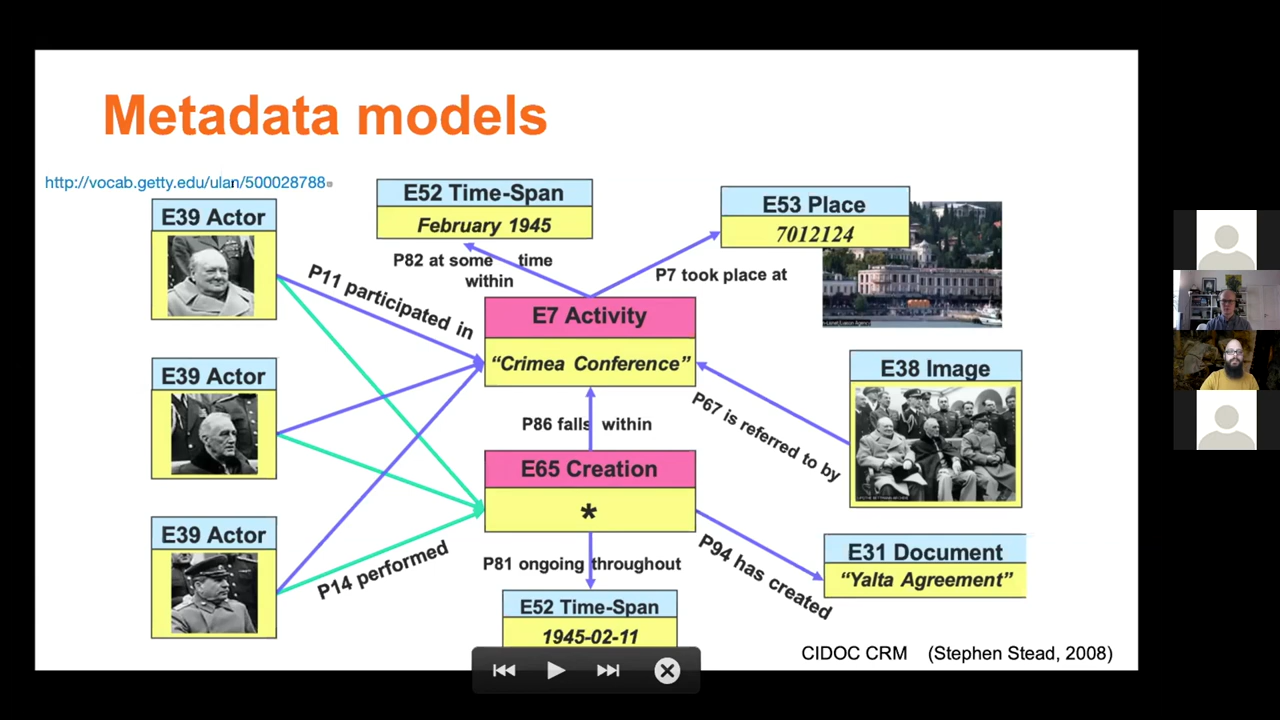 Metadata models
http://vocab.getty.edu/ulan/500028788
E39 Actor
E52 Time-Span
February 1945
E53 Place
7012124
P82 at some time
within
P7 took place at
P11 participated in
E7 Activity
“Crimea Conference”
E39 Actor
E38 Image
P86 falls within
P67 is referred to by
E65 Creation
*
E39 Actor
P14 performed
P81 ongoing throughout
P94 has created
E31 Document
“Yalta Agreement”
E52 Time-Span
1945-02-11
CIDOC CRM (Stephen Stead, 2008)